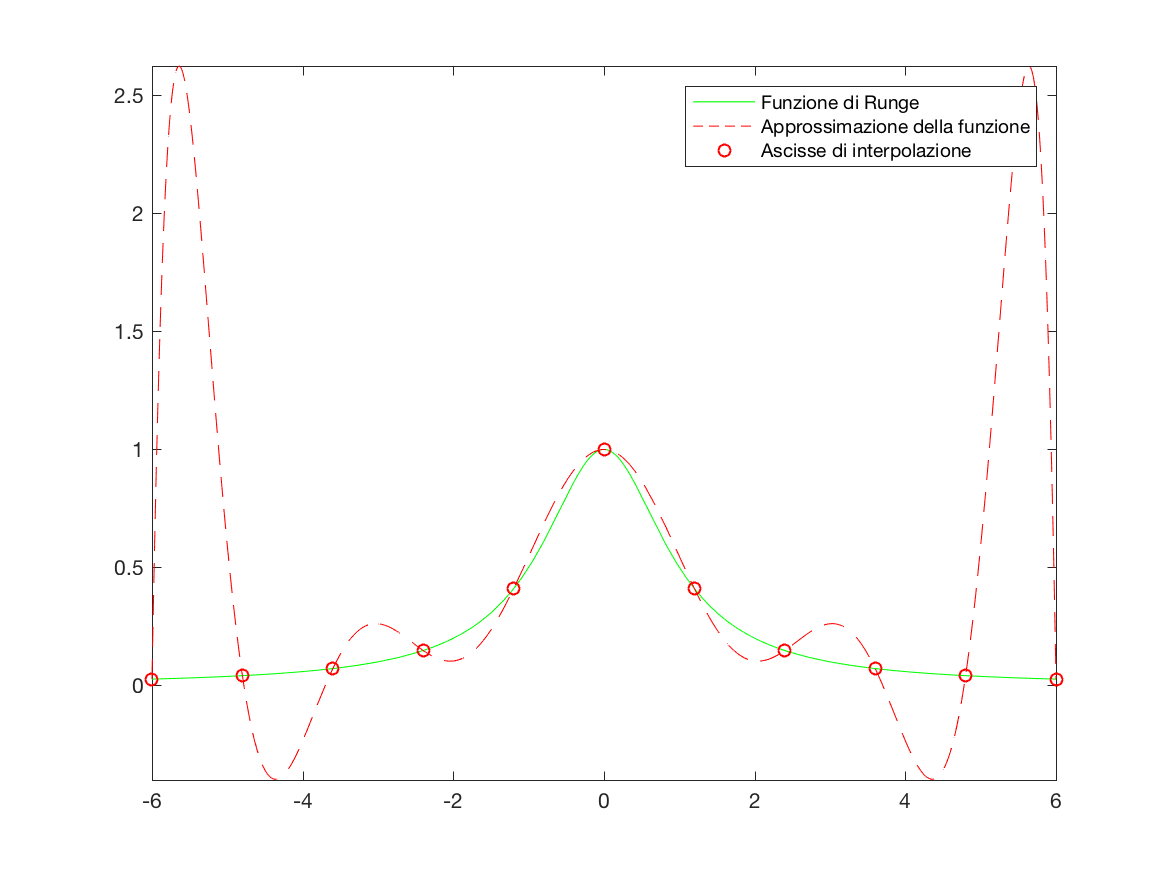 Funzione di Runge
Approssimazione della funzione
Ascisse di interpolazione
2.5
2
1.5
1
0.5
0
-6 -4 -2 0 2 4 6